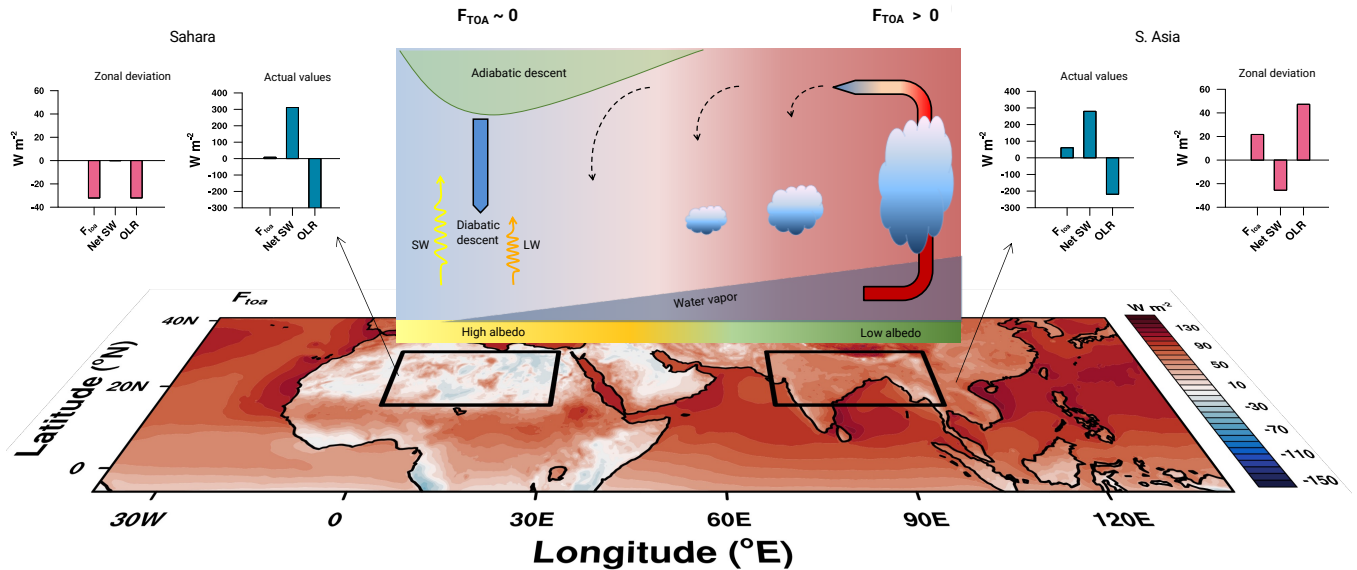 F_TOA ~ 0
F_TOA > 0
Sahara
S. Asia
Zonal deviation
Actual values
Adiabatic descent
Actual values
Zonal deviation
W m⁻²
60
40
20
0
-20
-40
F_toa
Net SW
OLR
W m⁻²
400
300
200
100
0
-100
-200
-300
F_toa
Net SW
OLR
SW
Diabatic
descent
LW
Water vapor
High albedo
Low albedo
W m⁻²
400
300
200
100
0
-100
-200
-300
F_toa
Net SW
OLR
W m⁻²
60
40
20
0
-20
-40
F_toa
Net SW
OLR
F_toa
W m⁻²
130
90
50
10
-30
-70
-110
-150
Latitude (⁰N)
40N
20N
0
30W
0
30E
60E
90E
120E
Longitude (⁰E)